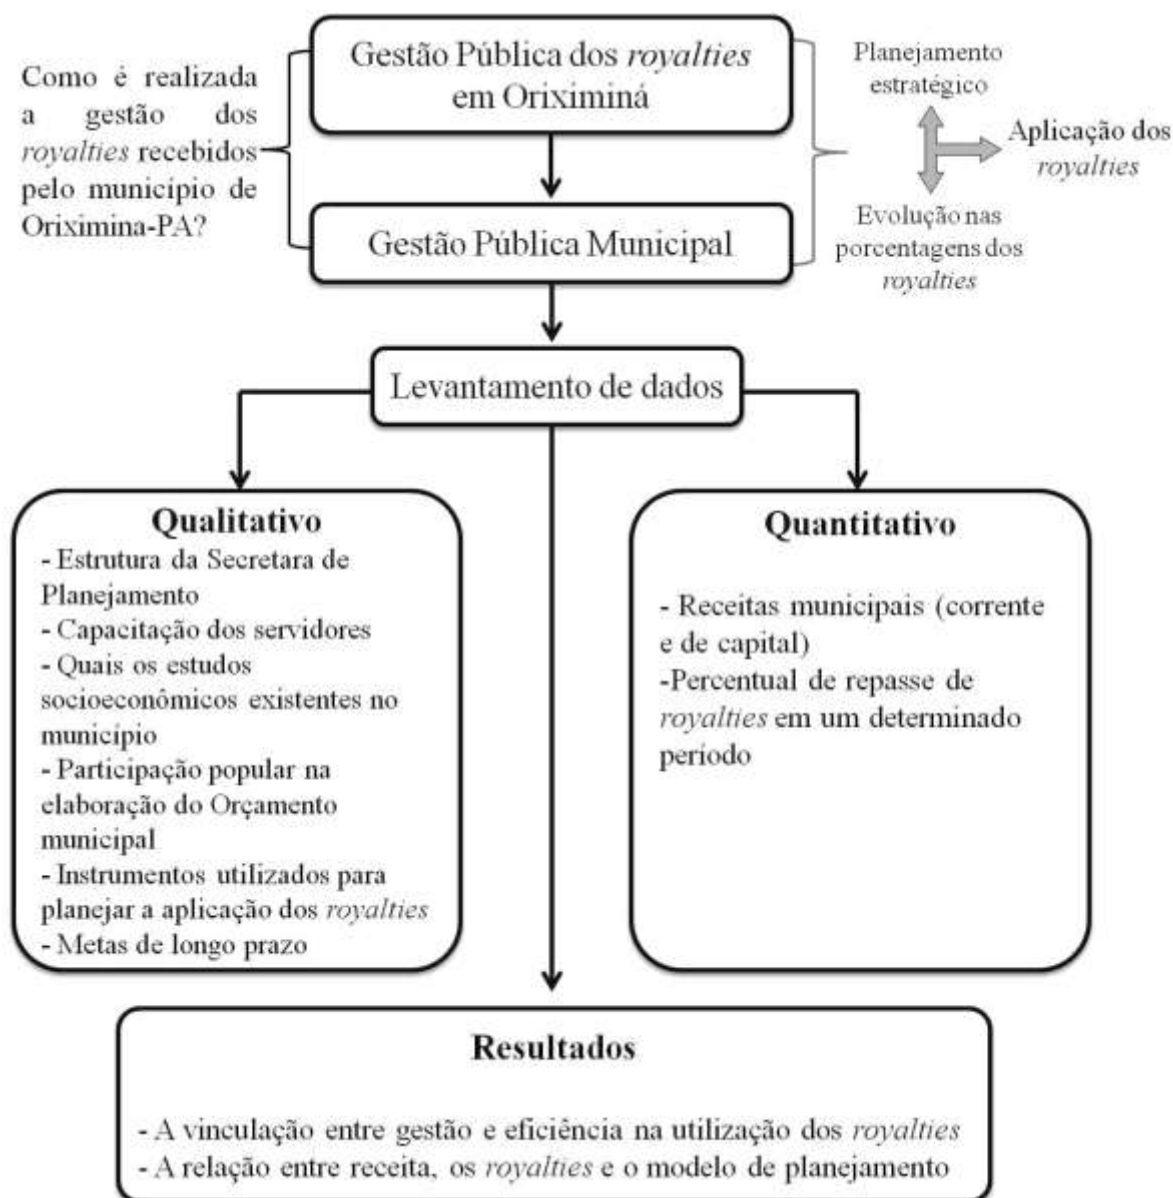 Gestão Pública dos royalties
em Oriximiná
Como é realizada
a gestão dos
royalties recebidos
pelo município de
Oriximina-PA?
Planejamento
estratégico
Aplicação dos
royalties
Evolução nas
porcentagens dos
royalties
Gestão Pública Municipal
Levantamento de dados
Qualitativo
- Estrutura da Secretara de
Planejamento
- Capacitação dos servidores
- Quais os estudos
socioeconômicos existentes no
município
- Participação popular na
elaboração do Orçamento
municipal
- Instrumentos utilizados para
planejar a aplicação dos royalties
- Metas de longo prazo
Quantitativo
- Receitas municipais (corrente
e de capital)
-Percentual de repasse de
royalties em um determinado
período
Resultados
- A vinculação entre gestão e eficiência na utilização dos royalties
- A relação entre receita, os royalties e o modelo de planejamento